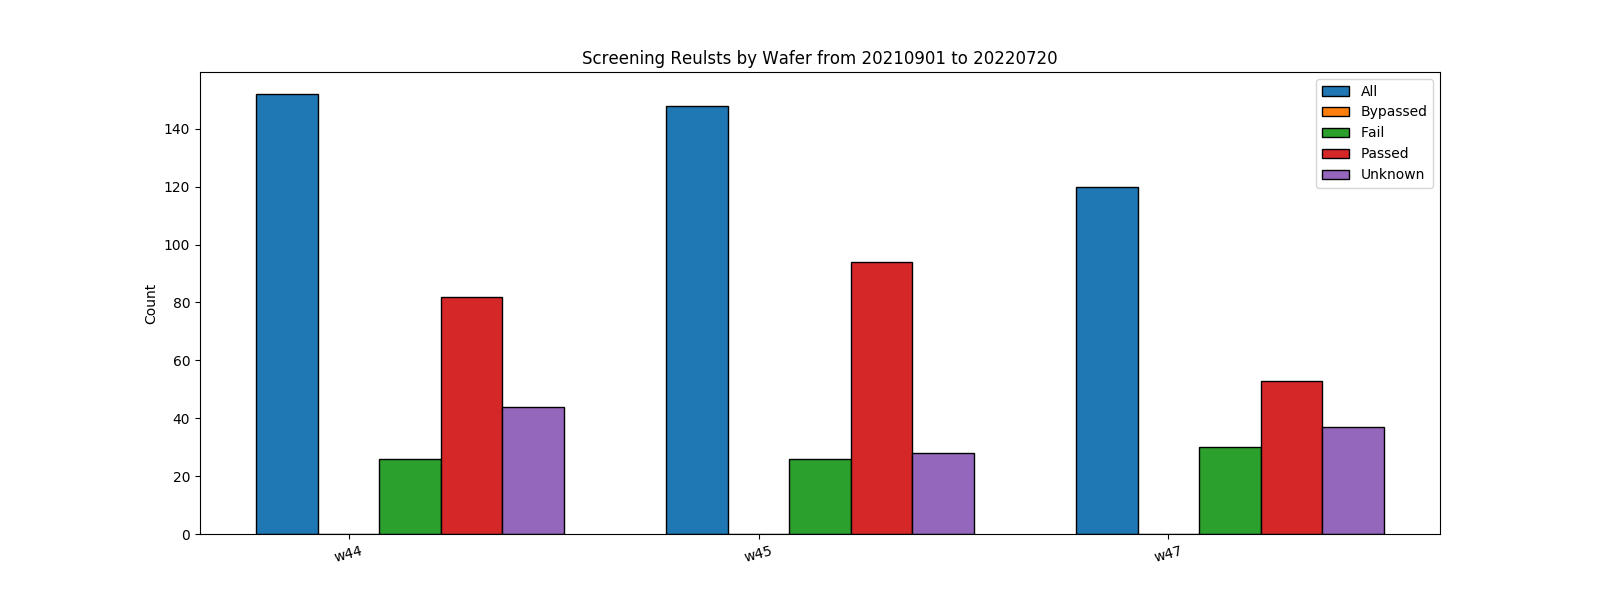 Screening Reulsts by Wafer from 20210901 to 20220720
All
Bypassed
Fail
Passed
Unknown
Count
140
120
100
80
60
40
20
0
w44
w45
w47